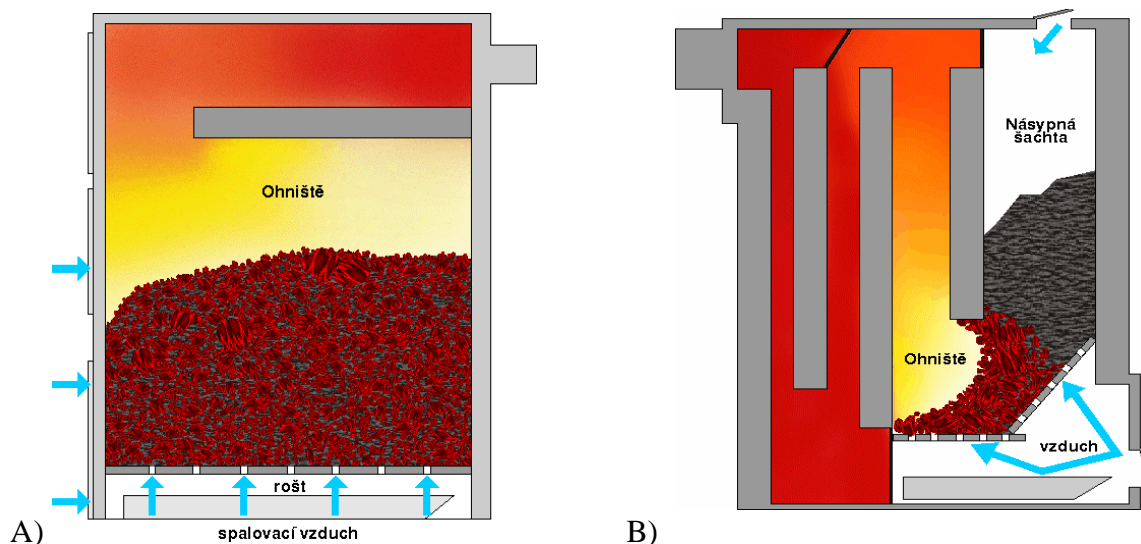 Ohniště
rošt
spalovací vzduch
A)
Násypná
šachta
Ohniště
vzduch
B)